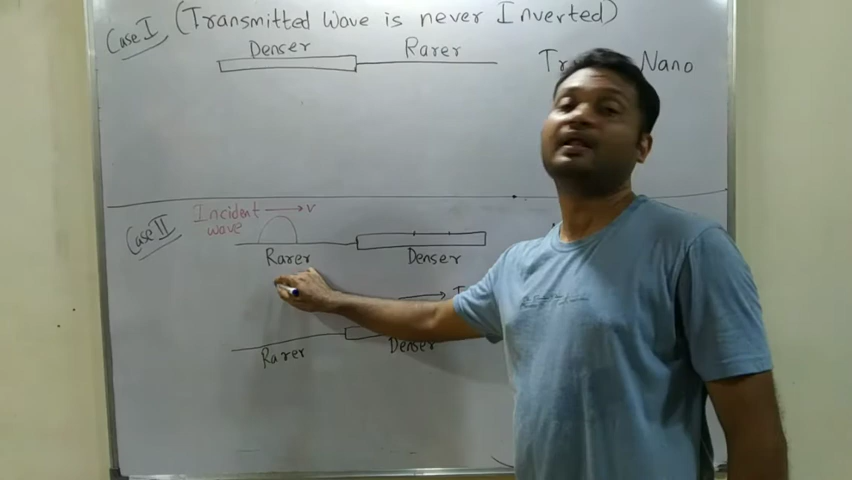 Case I (Transmitted Wave is never Inverted)
Denser Rarer
Nano
Case II Incident wave → v
Rarer Denser
Rarer Denser